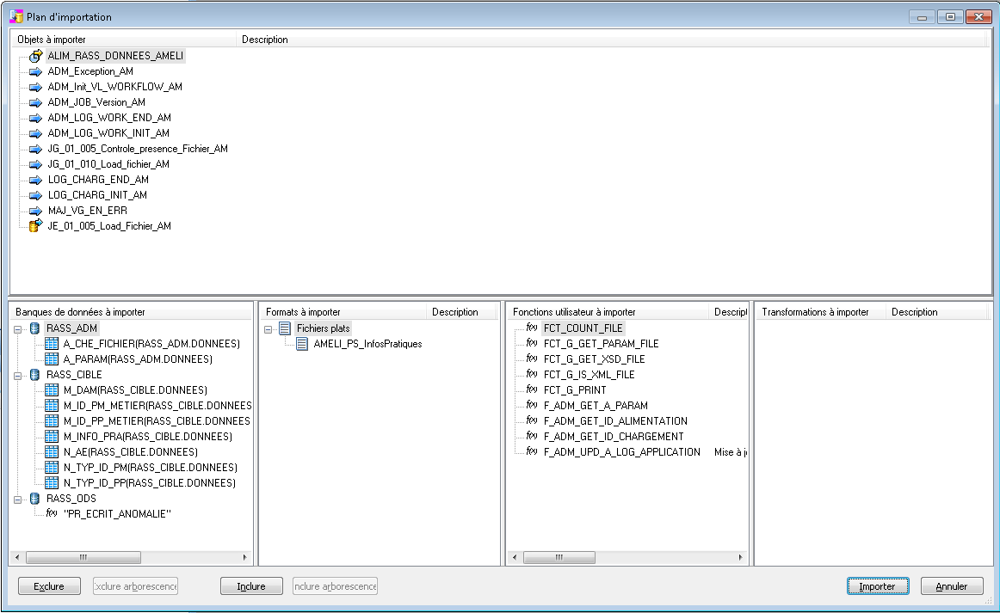 Plan d'importation
Objets à importer Description
ALIM_RASS_DONNEES_AMELI
ADM_Exception_AM
ADM_Init_VL_WORKFLOW_AM
ADM_JOB_Version_AM
ADM_LOG_WORK_END_AM
ADM_LOG_WORK_INIT_AM
JG_01_005_Controle_presence_Fichier_AM
JG_01_010_Load_fichier_AM
LOG_CHARG_END_AM
LOG_CHARG_INIT_AM
MAJ_VG_EN_ERR
JE_01_005_Load_Fichier_AM
Banques de données à importer
RASS_ADM
A_CHE_FICHIER(RASS_ADM.DONNEES)
A_PARAM(RASS_ADM.DONNEES)
RASS_CIBLE
M_DAM(RASS_CIBLE.DONNEES)
M_ID_PM_METIER(RASS_CIBLE.DONNEES
M_ID_PP_METIER(RASS_CIBLE.DONNEES
M_INFO_PRA(RASS_CIBLE.DONNEES)
N_AE(RASS_CIBLE.DONNEES)
N_TYP_ID_PM(RASS_CIBLE.DONNEES)
N_TYP_ID_PP(RASS_CIBLE.DONNEES)
RASS_ODS
f(x) "PR_ECRIT_ANOMALIE"
Formats à importer Description
Fichiers plats
AMELI_PS_InfosPratiques
Fonctions utilisateur à importer Descript
f(x) FCT_COUNT_FILE
f(x) FCT_G_GET_PARAM_FILE
f(x) FCT_G_GET_XSD_FILE
f(x) FCT_G_IS_XML_FILE
f(x) FCT_G_PRINT
f(x) F_ADM_GET_A_PARAM
f(x) F_ADM_GET_ID_ALIMENTATION
f(x) F_ADM_GET_ID_CHARGEMENT
f(x) F_ADM_UPD_A_LOG_APPLICATION Mise à j
Transformations à importer Description
Exclure xclure arborescence Inclure nclure arborescence Importer Annuler